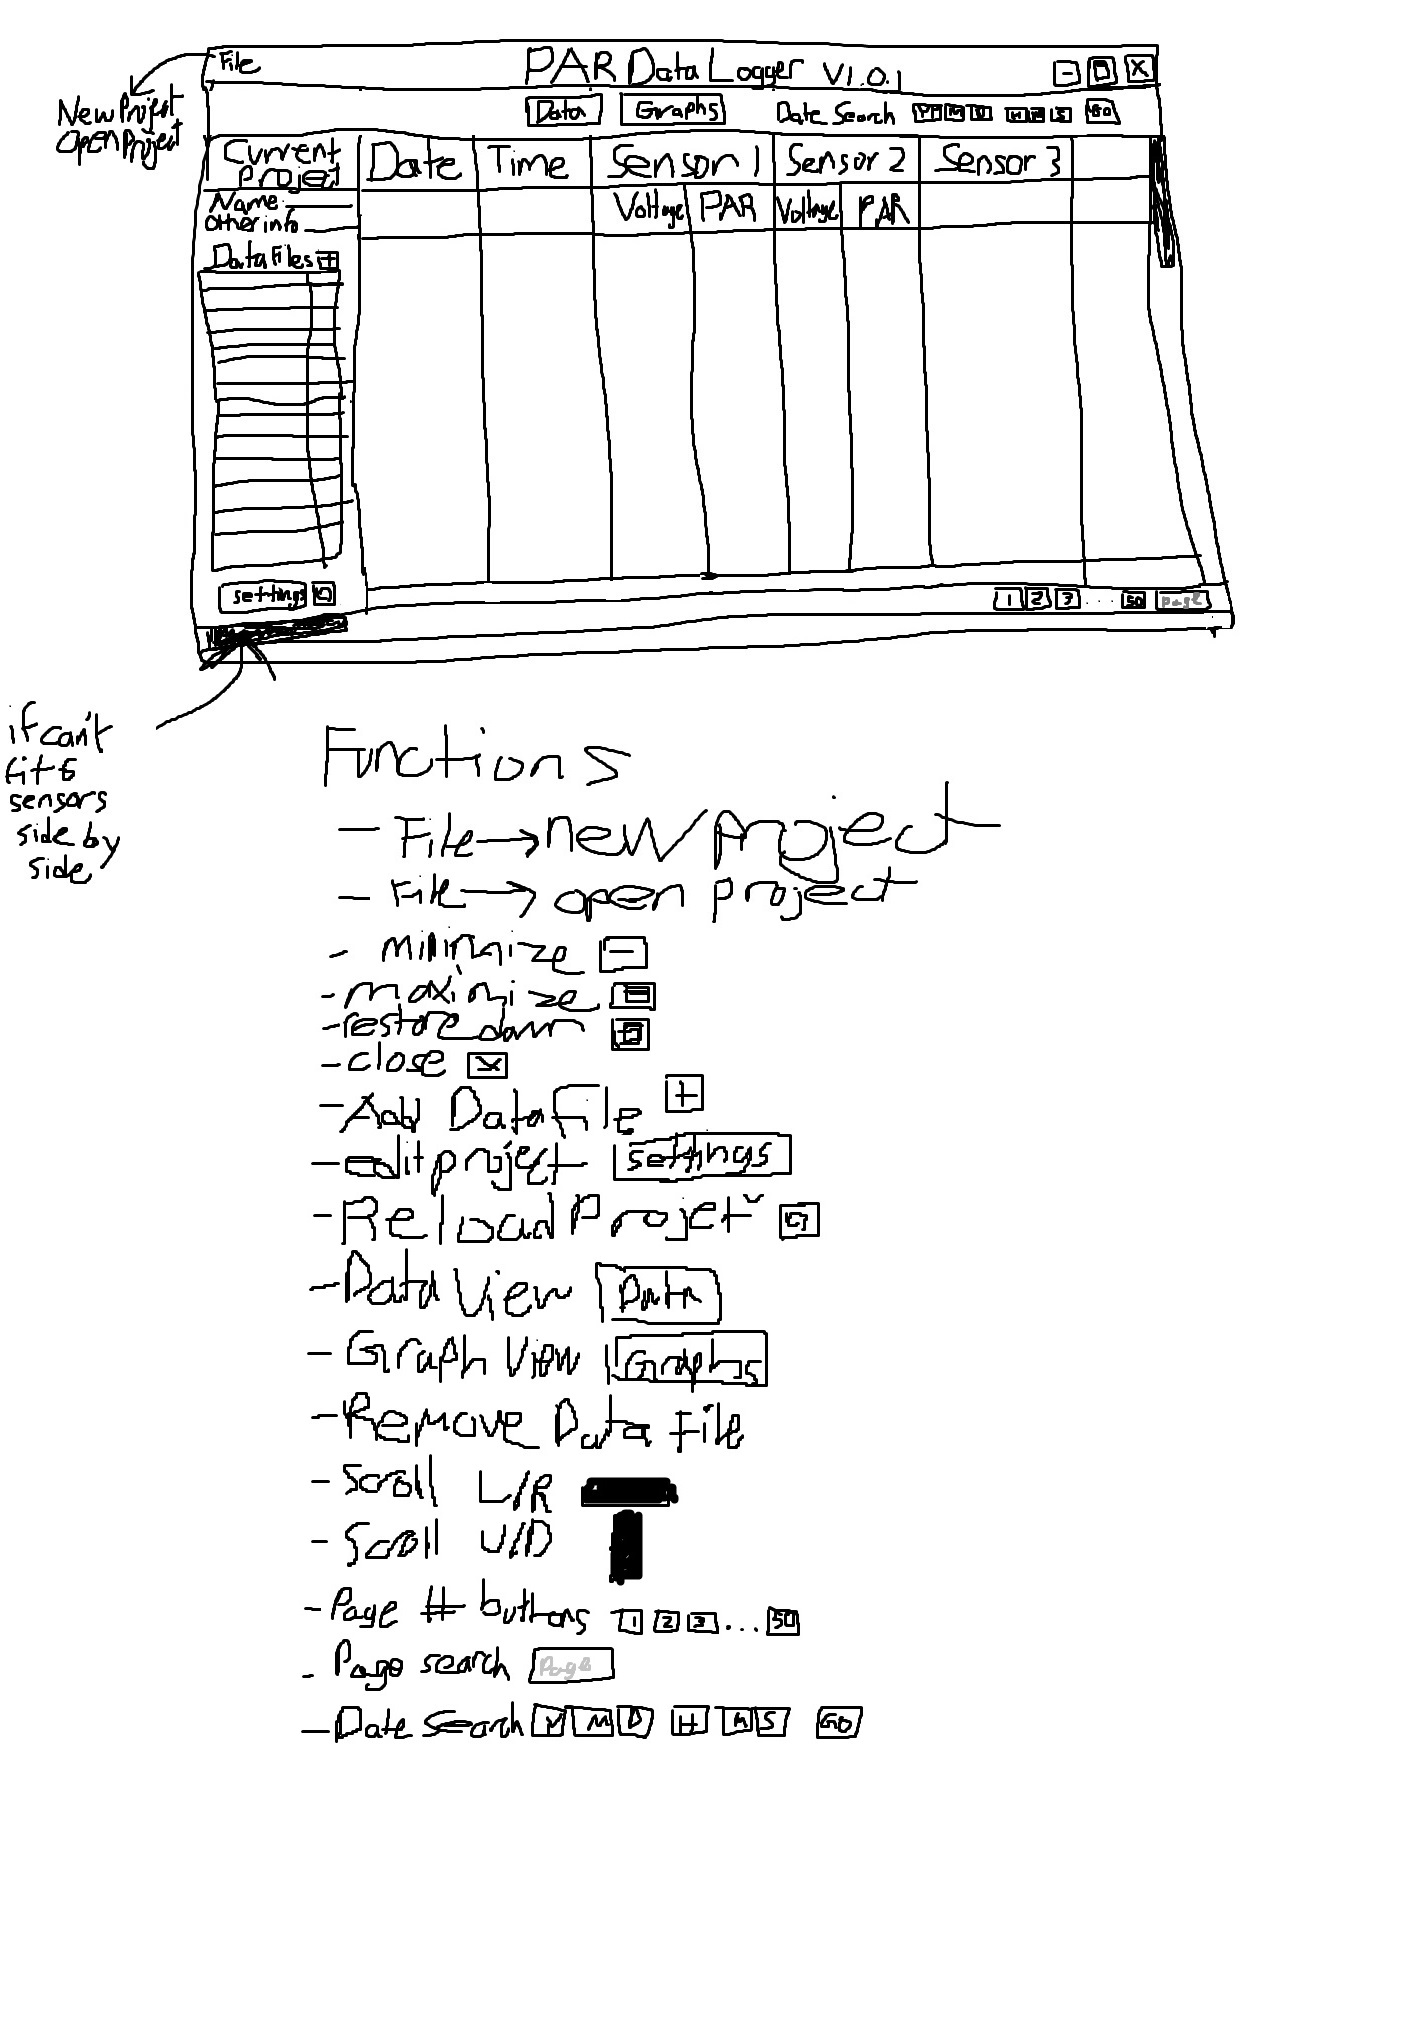 File
PAR Data Logger V1.0.1
- X
New Project
Open Project
Data Graphs Date Search Y M D H M S GO
Current
Project
Date Time Sensor 1 Sensor 2 Sensor 3
Name
Other info
Voltage PAR Voltage PAR
Data Files +
settings
1 2 3 ... 50 Page
if can't
fit 6
sensors
side by
side
Functions
- File → new project
- File → open project
- minimize -
- maximize
- restore down
- close X
- Add Data File +
- edit project settings
- Reload Project
- Data View Data
- Graph View Graphs
- Remove Data File
- Scroll L/R
- Scroll U/D
- Page # buttons 1 2 3 ... 50
- Page search Page
- Date Search Y M D H M S GO